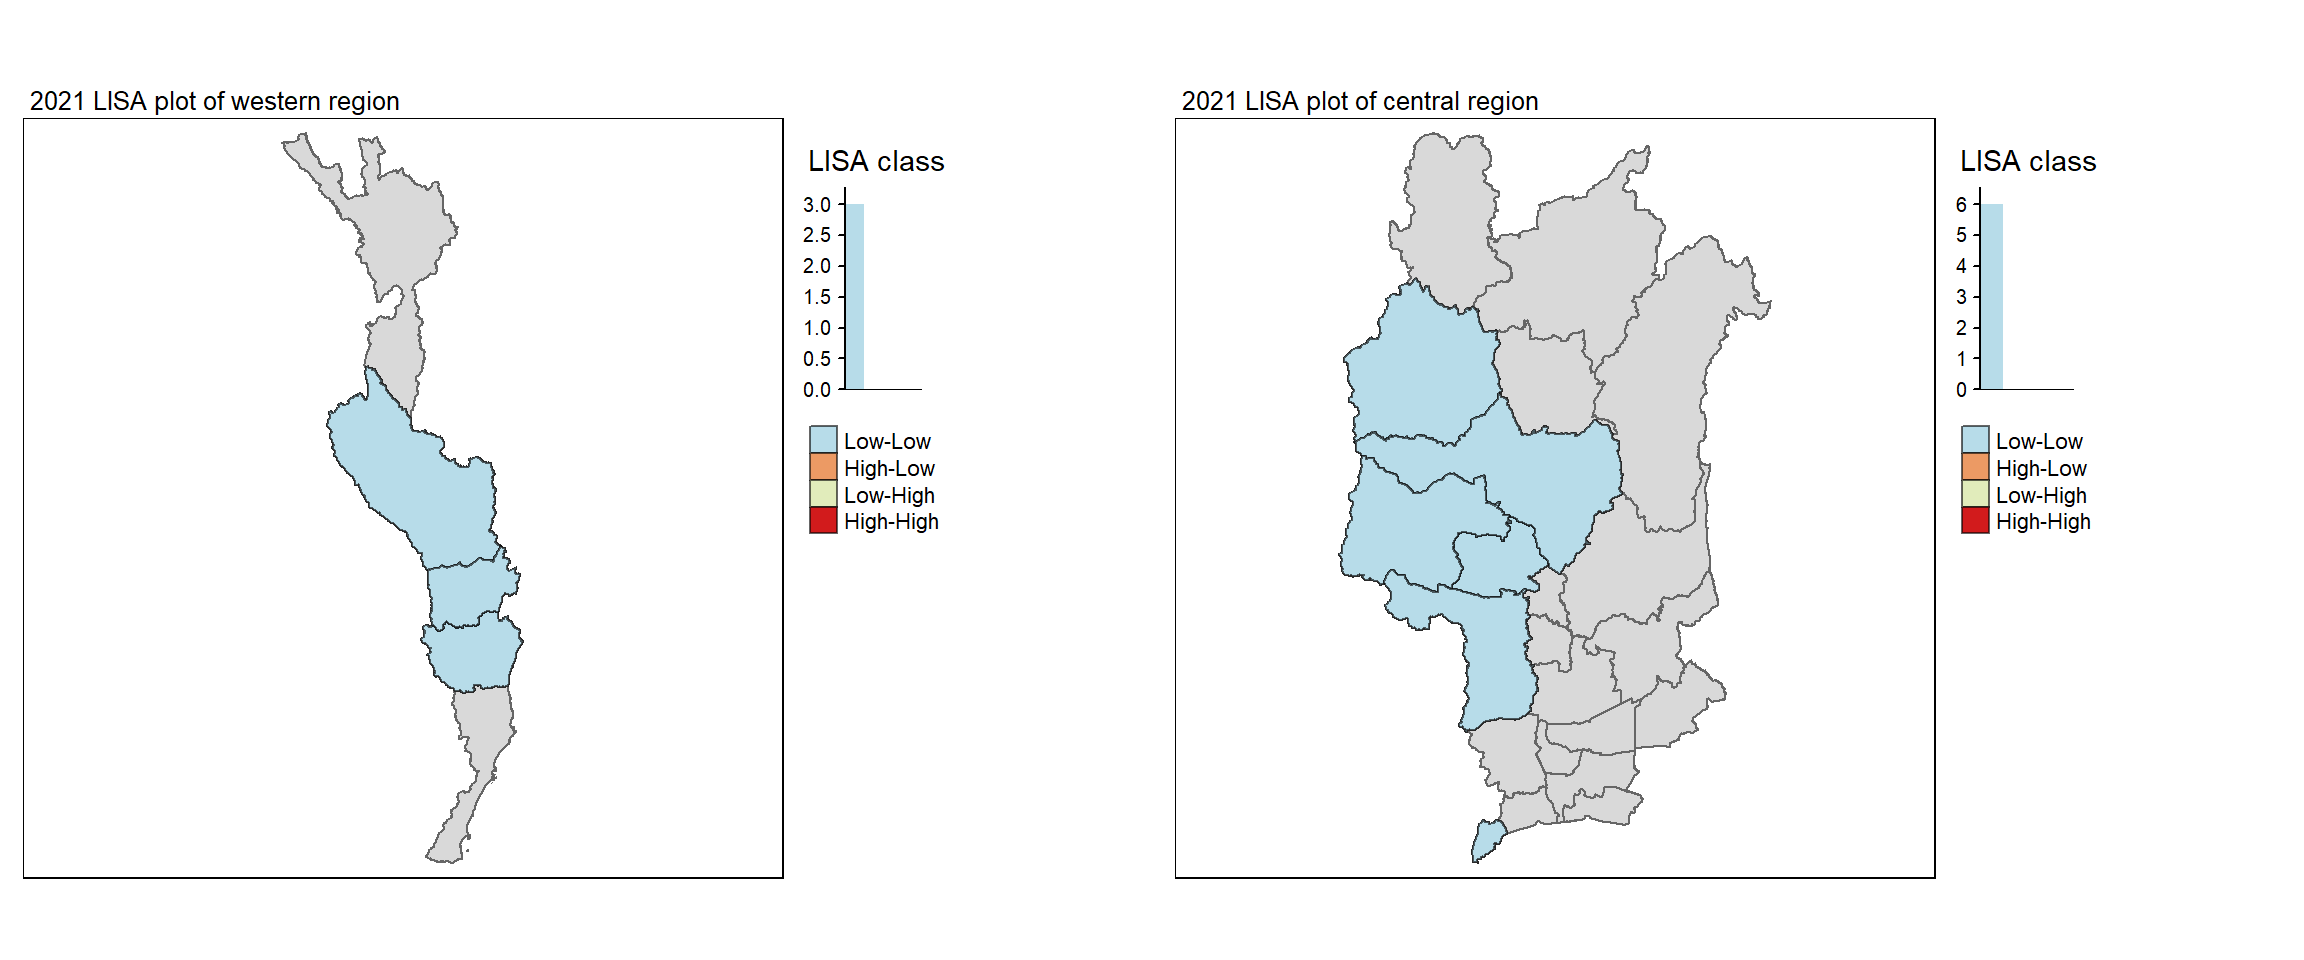 2021 LISA plot of western region
LISA class
3.0
2.5
2.0
1.5
1.0
0.5
0.0
Low-Low
High-Low
Low-High
High-High
2021 LISA plot of central region
LISA class
6
5
4
3
2
1
0
Low-Low
High-Low
Low-High
High-High